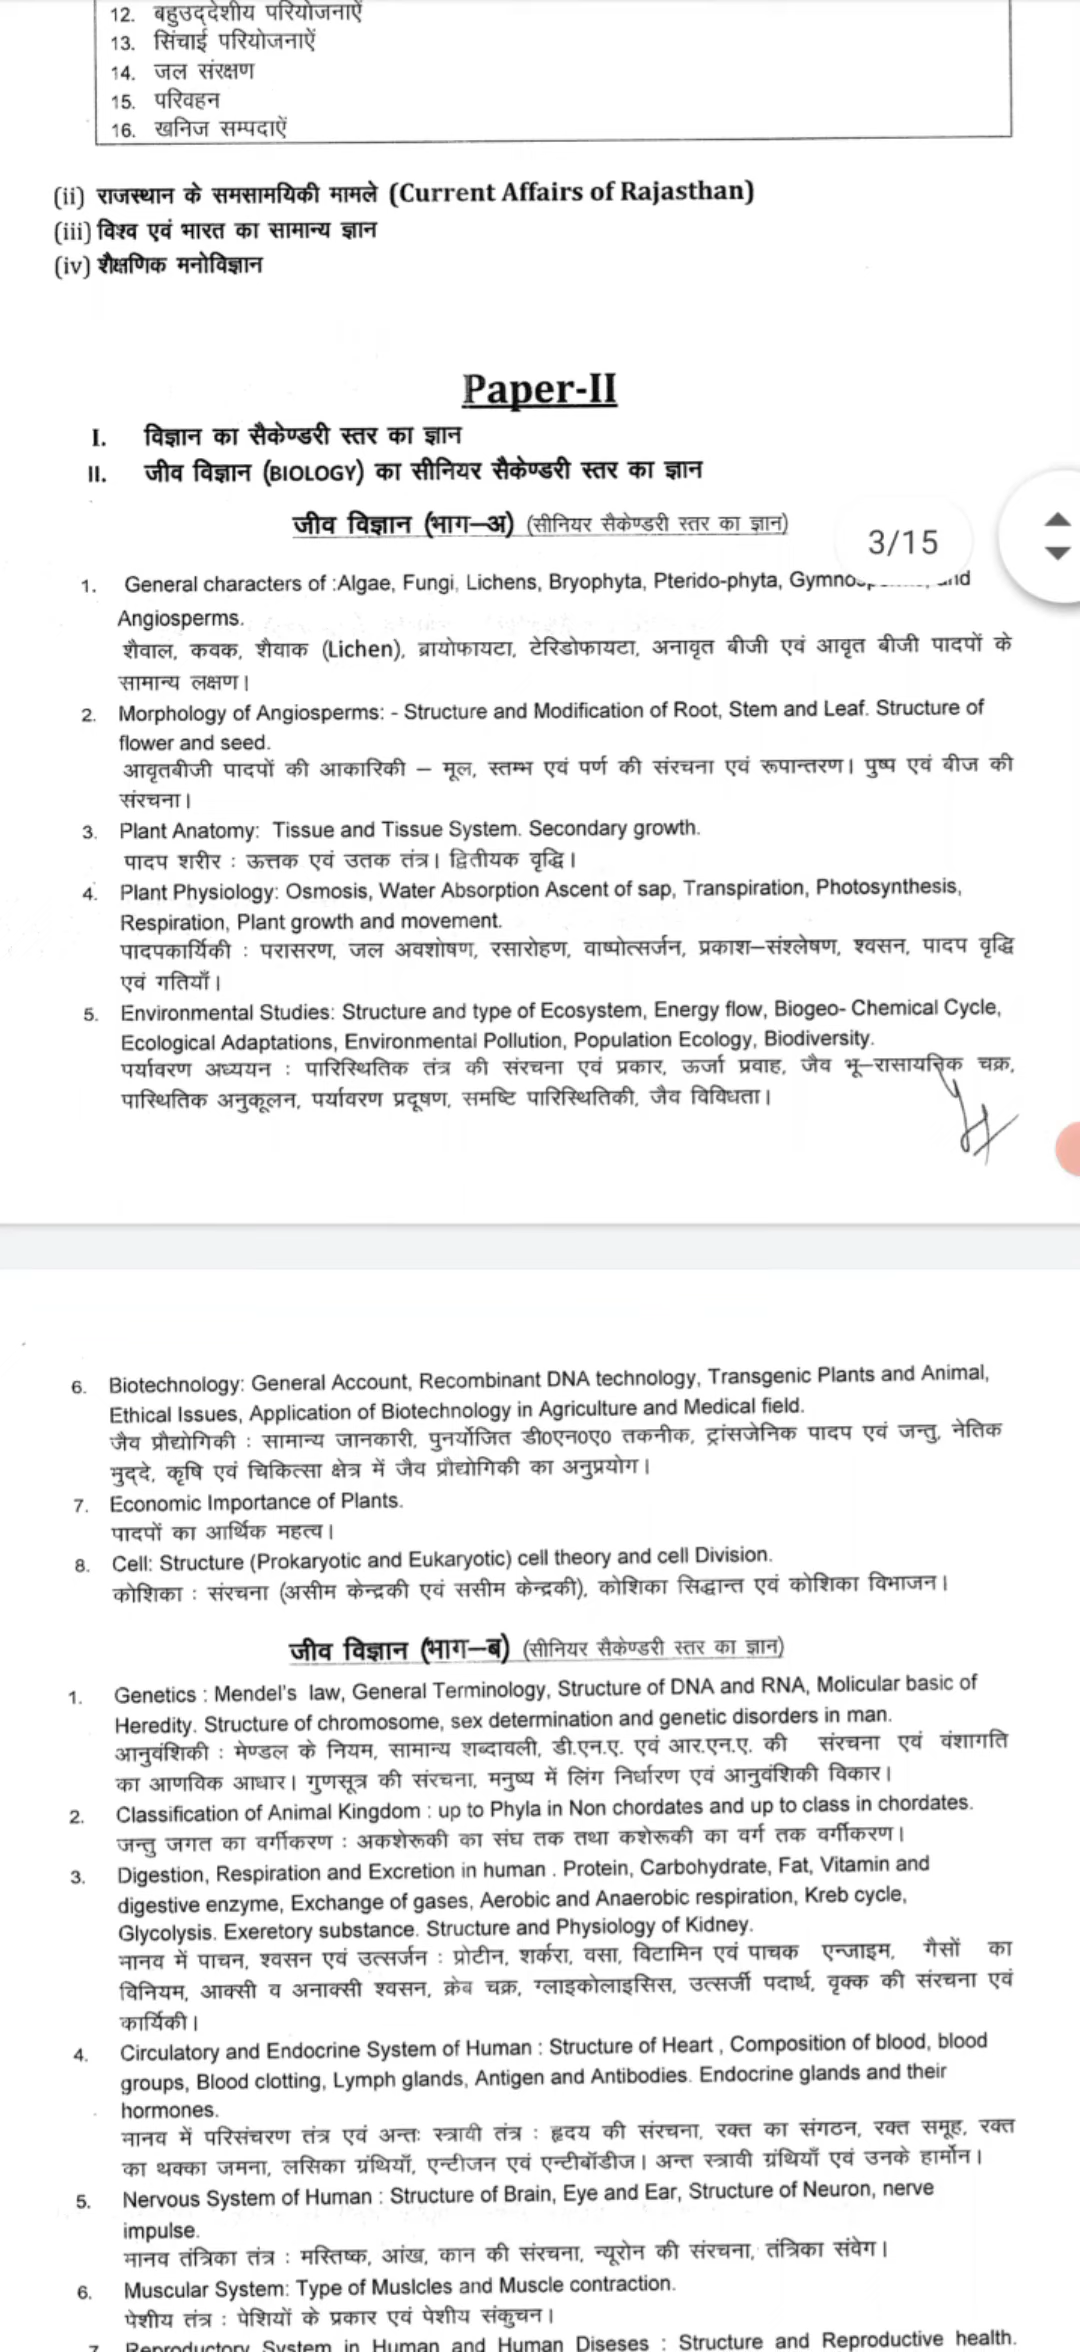 12. बहुउद्देशीय परियोजनाऐं
13. सिंचाई परियोजनाऐं
14. जल संरक्षण
15. परिवहन
16. खनिज सम्पदाऐं
(ii) राजस्थान के समसामयिकी मामले (Current Affairs of Rajasthan)
(iii) विश्व एवं भारत का सामान्य ज्ञान
(iv) शैक्षणिक मनोविज्ञान
Paper-II
I. विज्ञान का सैकेण्डरी स्तर का ज्ञान
II. जीव विज्ञान (BIOLOGY) का सीनियर सैकेण्डरी स्तर का ज्ञान
जीव विज्ञान (भाग–अ) (सीनियर सैकेण्डरी स्तर का ज्ञान)
3/15
1. General characters of :Algae, Fungi, Lichens, Bryophyta, Pterido-phyta, and
Angiosperms.
शैवाल, कवक, शैवाक (Lichen), ब्रायोफायटा, टेरिडोफायटा, अनावृत बीजी एवं आवृत बीजी पादपों के
सामान्य लक्षण।
2. Morphology of Angiosperms: - Structure and Modification of Root, Stem and Leaf. Structure of
flower and seed.
आवृतबीजी पादपों की आकारिकी – मूल, स्तम्भ एवं पर्ण की संरचना एवं रूपान्तरण। पुष्प एवं बीज की
संरचना।
3. Plant Anatomy: Tissue and Tissue System. Secondary growth.
पादप शरीर : ऊत्तक एवं उतक तंत्र। द्वितीयक वृद्धि।
4. Plant Physiology: Osmosis, Water Absorption Ascent of sap, Transpiration, Photosynthesis,
Respiration, Plant growth and movement.
पादपकार्यिकी : परासरण, जल अवशोषण, रसारोहण, वाष्पोत्सर्जन, प्रकाश–संश्लेषण, श्वसन, पादप वृद्धि
एवं गतियाँ।
5. Environmental Studies: Structure and type of Ecosystem, Energy flow, Biogeo- Chemical Cycle,
Ecological Adaptations, Environmental Pollution, Population Ecology, Biodiversity.
पर्यावरण अध्ययन : पारिस्थितिक तंत्र की संरचना एवं प्रकार, ऊर्जा प्रवाह, जैव भू–रासायनिक चक्र,
पास्थितिक अनुकूलन, पर्यावरण प्रदूषण, समष्टि पारिस्थितिकी, जैव विविधता।
6. Biotechnology: General Account, Recombinant DNA technology, Transgenic Plants and Animal,
Ethical Issues, Application of Biotechnology in Agriculture and Medical field.
जैव प्रौद्योगिकी : सामान्य जानकारी, पुनर्योजित डी0एन0ए0 तकनीक, ट्रांसजेनिक पादप एवं जन्तु, नेतिक
मुद्दे, कृषि एवं चिकित्सा क्षेत्र में जैव प्रौद्योगिकी का अनुप्रयोग।
7. Economic Importance of Plants.
पादपों का आर्थिक महत्व।
8. Cell: Structure (Prokaryotic and Eukaryotic) cell theory and cell Division.
कोशिका : संरचना (असीम केन्द्रकी एवं ससीम केन्द्रकी), कोशिका सिद्धान्त एवं कोशिका विभाजन।
जीव विज्ञान (भाग–ब) (सीनियर सैकेण्डरी स्तर का ज्ञान)
1. Genetics : Mendel's law, General Terminology, Structure of DNA and RNA, Molicular basic of
Heredity. Structure of chromosome, sex determination and genetic disorders in man.
आनुवंशिकी : मेण्डल के नियम, सामान्य शब्दावली, डी.एन.ए. एवं आर.एन.ए. की संरचना एवं वंशागति
का आणविक आधार। गुणसूत्र की संरचना, मनुष्य में लिंग निर्धारण एवं आनुवंशिकी विकार।
2. Classification of Animal Kingdom : up to Phyla in Non chordates and up to class in chordates.
जन्तु जगत का वर्गीकरण : अकशेरूकी का संघ तक तथा कशेरूकी का वर्ग तक वर्गीकरण।
3. Digestion, Respiration and Excretion in human . Protein, Carbohydrate, Fat, Vitamin and
digestive enzyme, Exchange of gases, Aerobic and Anaerobic respiration, Kreb cycle,
Glycolysis. Exeretory substance. Structure and Physiology of Kidney.
मानव में पाचन, श्वसन एवं उत्सर्जन : प्रोटीन, शर्करा, वसा, विटामिन एवं पाचक एन्जाइम, गैसों का
विनियम, आक्सी व अनाक्सी श्वसन, क्रेब चक्र, ग्लाइकोलाइसिस, उत्सर्जी पदार्थ, वृक्क की संरचना एवं
कार्यिकी।
4. Circulatory and Endocrine System of Human : Structure of Heart , Composition of blood, blood
groups, Blood clotting, Lymph glands, Antigen and Antibodies. Endocrine glands and their
hormones.
मानव में परिसंचरण तंत्र एवं अन्तः स्त्रावी तंत्र : हृदय की संरचना, रक्त का संगठन, रक्त समूह, रक्त
का थक्का जमना, लसिका ग्रंथियाँ, एन्टीजन एवं एन्टीबॉडीज। अन्त स्त्रावी ग्रंथियाँ एवं उनके हार्मोन।
5. Nervous System of Human : Structure of Brain, Eye and Ear, Structure of Neuron, nerve
impulse.
मानव तंत्रिका तंत्र : मस्तिष्क, आंख, कान की संरचना, न्यूरोन की संरचना, तंत्रिका संवेग।
6. Muscular System: Type of Muslcles and Muscle contraction.
पेशीय तंत्र : पेशियों के प्रकार एवं पेशीय संकुचन।
7. Reproductory System in Human and Human Diseses : Structure and Reproductive health.